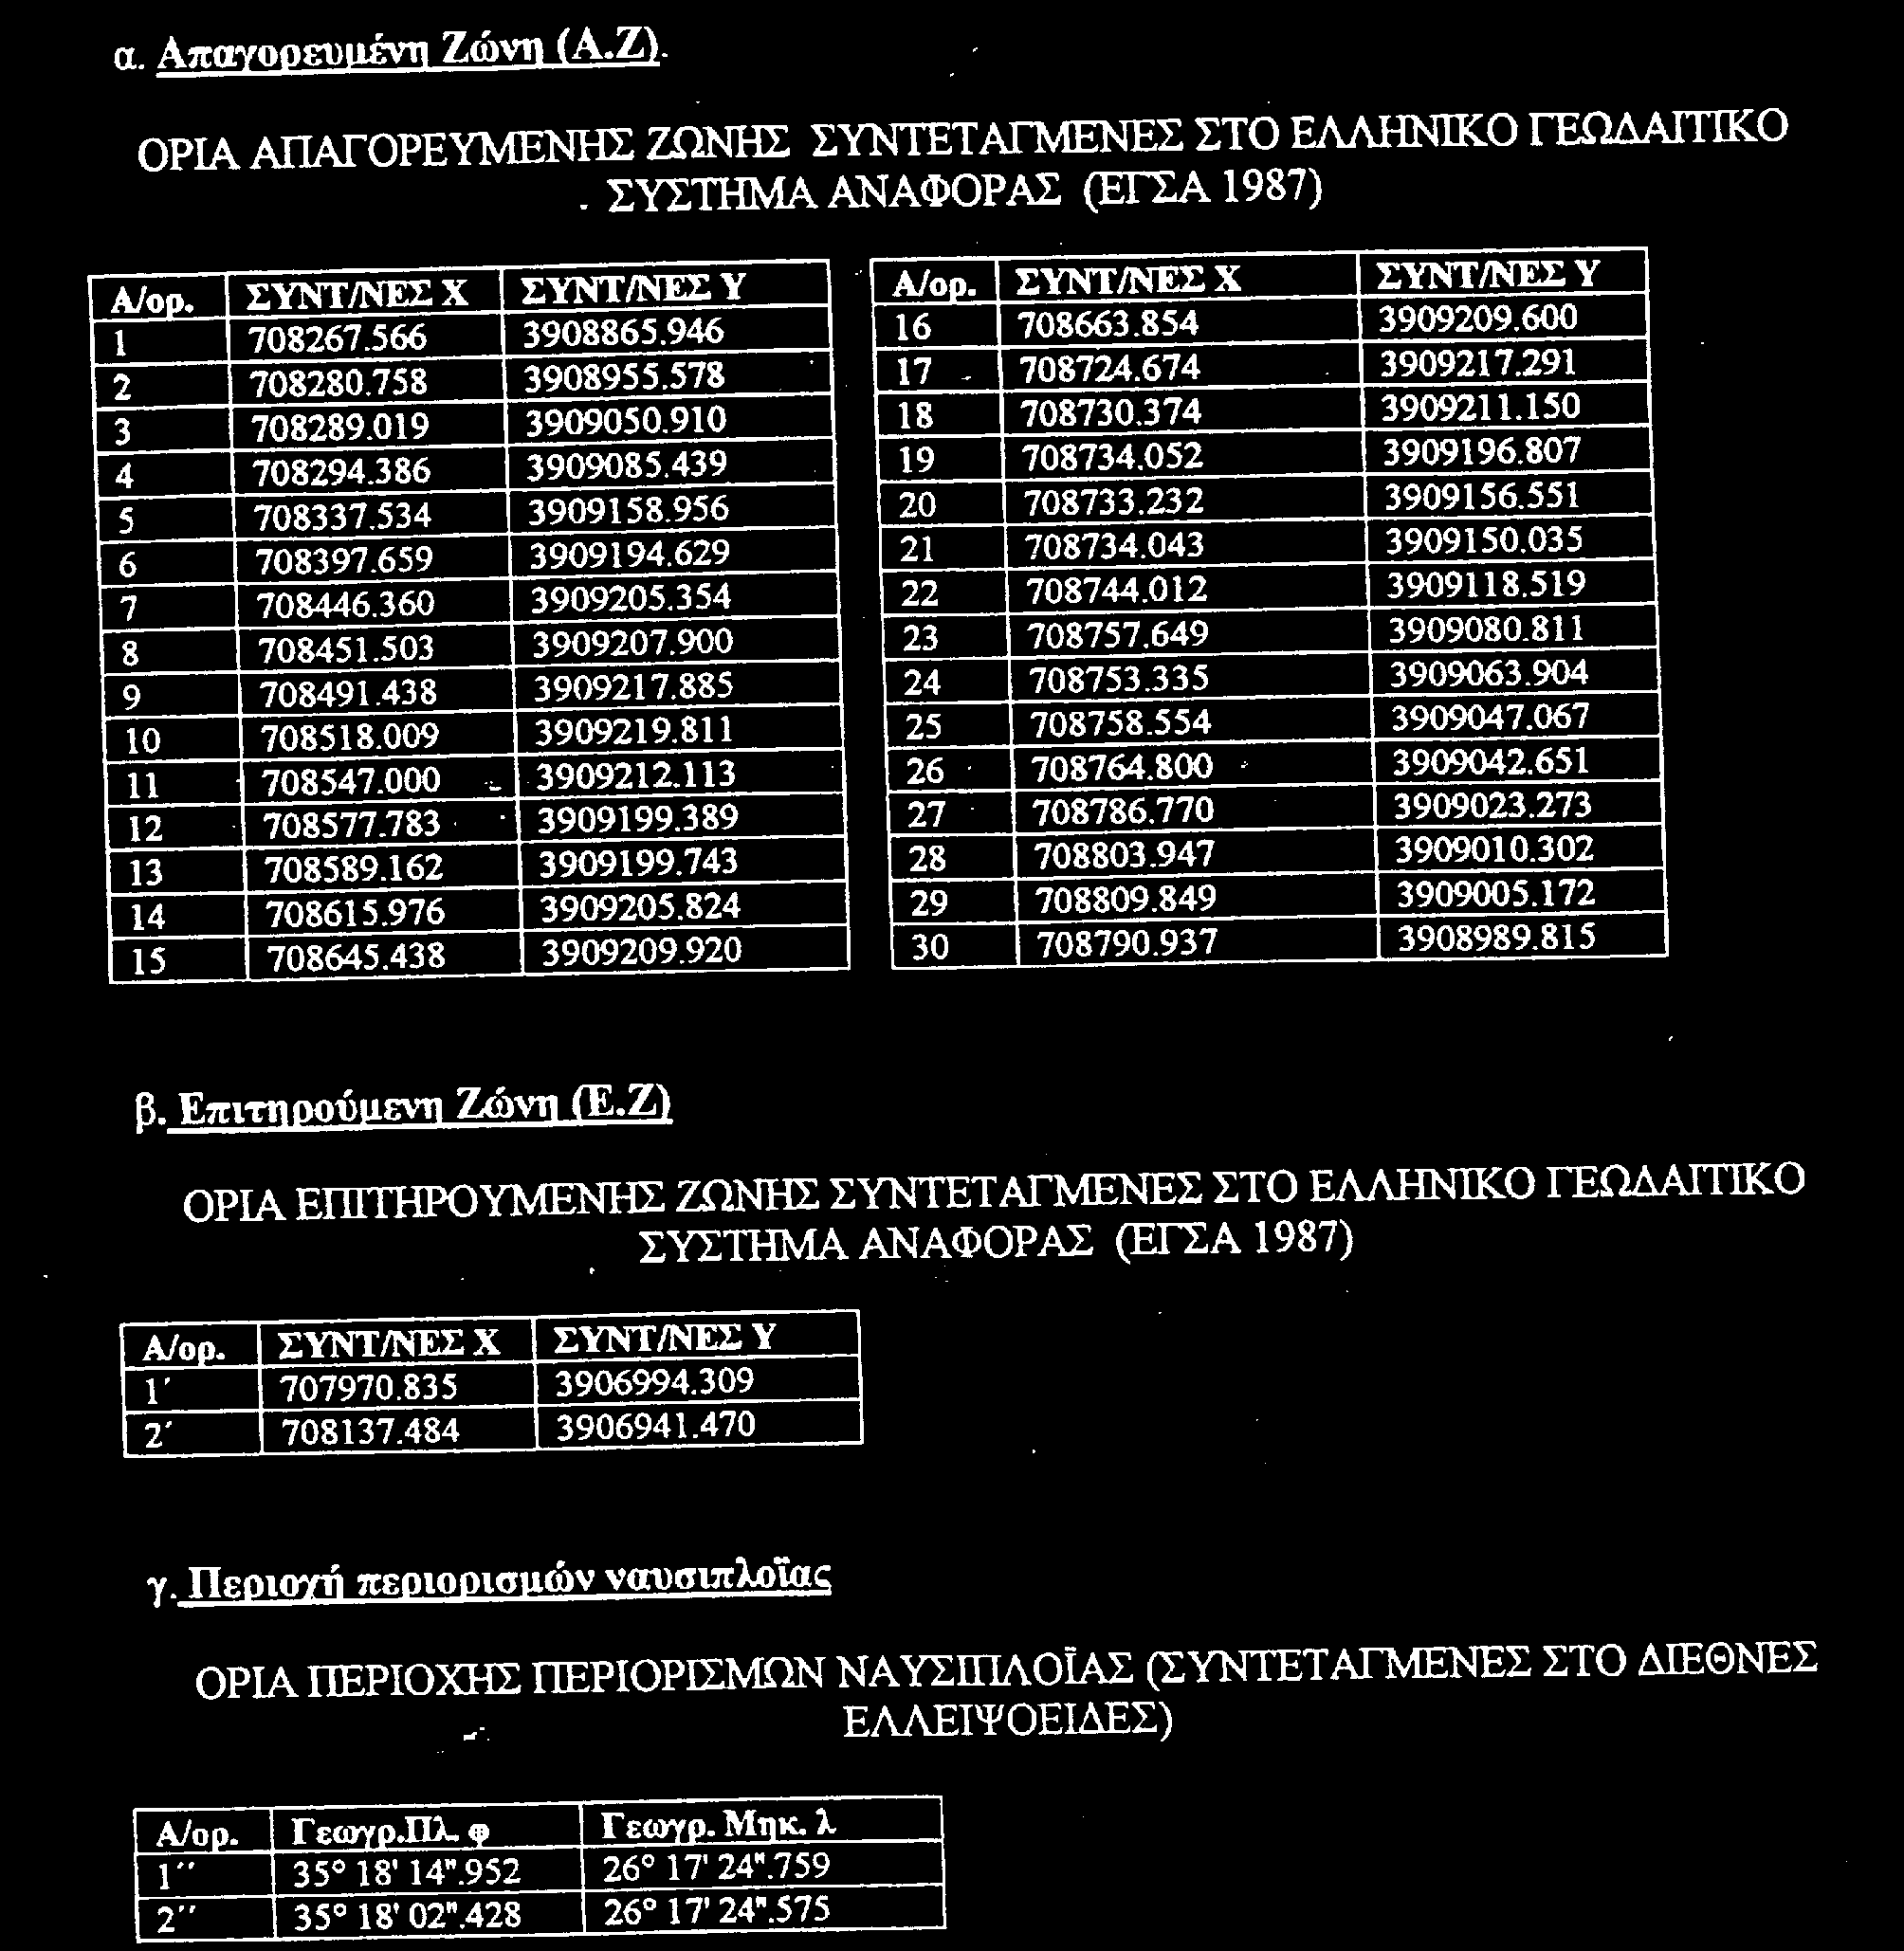 α. Απαγορευμένη Ζώνη (Α.Ζ).
ΟΡΙΑ ΑΠΑΓΟΡΕΥΜΕΝΗΣ ΖΩΝΗΣ ΣΥΝΤΕΤΑΓΜΕΝΕΣ ΣΤΟ ΕΛΛΗΝΙΚΟ ΓΕΩΔΑΙΤΙΚΟ
ΣΥΣΤΗΜΑ ΑΝΑΦΟΡΑΣ (ΕΓΣΑ 1987)
Α/ορ. ΣΥΝΤ/ΝΕΣ Χ ΣΥΝΤ/ΝΕΣ Υ
1 708267.566 3908865.946
2 708280.758 3908955.578
3 708289.019 3909050.910
4 708294.386 3909085.439
5 708337.534 3909158.956
6 708397.659 3909194.629
7 708446.360 3909205.354
8 708451.503 3909207.900
9 708491.438 3909217.885
10 708518.009 3909219.811
11 708547.000 3909212.113
12 708577.783 3909199.389
13 708589.162 3909199.743
14 708615.976 3909205.824
15 708645.438 3909209.920
Α/ορ. ΣΥΝΤ/ΝΕΣ Χ ΣΥΝΤ/ΝΕΣ Υ
16 708663.854 3909209.600
17 708724.674 3909217.291
18 708730.374 3909211.150
19 708734.052 3909196.807
20 708733.232 3909156.551
21 708734.043 3909150.035
22 708744.012 3909118.519
23 708757.649 3909080.811
24 708753.335 3909063.904
25 708758.554 3909047.067
26 708764.800 3909042.651
27 708786.770 3909023.273
28 708803.947 3909010.302
29 708809.849 3909005.172
30 708790.937 3908989.815
β. Επιτηρούμενη Ζώνη (Ε.Ζ)
ΟΡΙΑ ΕΠΙΤΗΡΟΥΜΕΝΗΣ ΖΩΝΗΣ ΣΥΝΤΕΤΑΓΜΕΝΕΣ ΣΤΟ ΕΛΛΗΝΙΚΟ ΓΕΩΔΑΙΤΙΚΟ
ΣΥΣΤΗΜΑ ΑΝΑΦΟΡΑΣ (ΕΓΣΑ 1987)
Α/ορ. ΣΥΝΤ/ΝΕΣ Χ ΣΥΝΤ/ΝΕΣ Υ
1' 707970.835 3906994.309
2' 708137.484 3906941.470
γ. Περιοχή περιορισμών ναυσιπλοΐας
ΟΡΙΑ ΠΕΡΙΟΧΗΣ ΠΕΡΙΟΡΙΣΜΩΝ ΝΑΥΣΙΠΛΟΪΑΣ (ΣΥΝΤΕΤΑΓΜΕΝΕΣ ΣΤΟ ΔΙΕΘΝΕΣ
ΕΛΛΕΙΨΟΕΙΔΕΣ)
Α/ορ. Γεωγρ.Πλ. φ Γεωγρ. Μηκ. λ
1'' 35° 18' 14".952 26° 17' 24".759
2'' 35° 18' 02".428 26° 17' 24".575